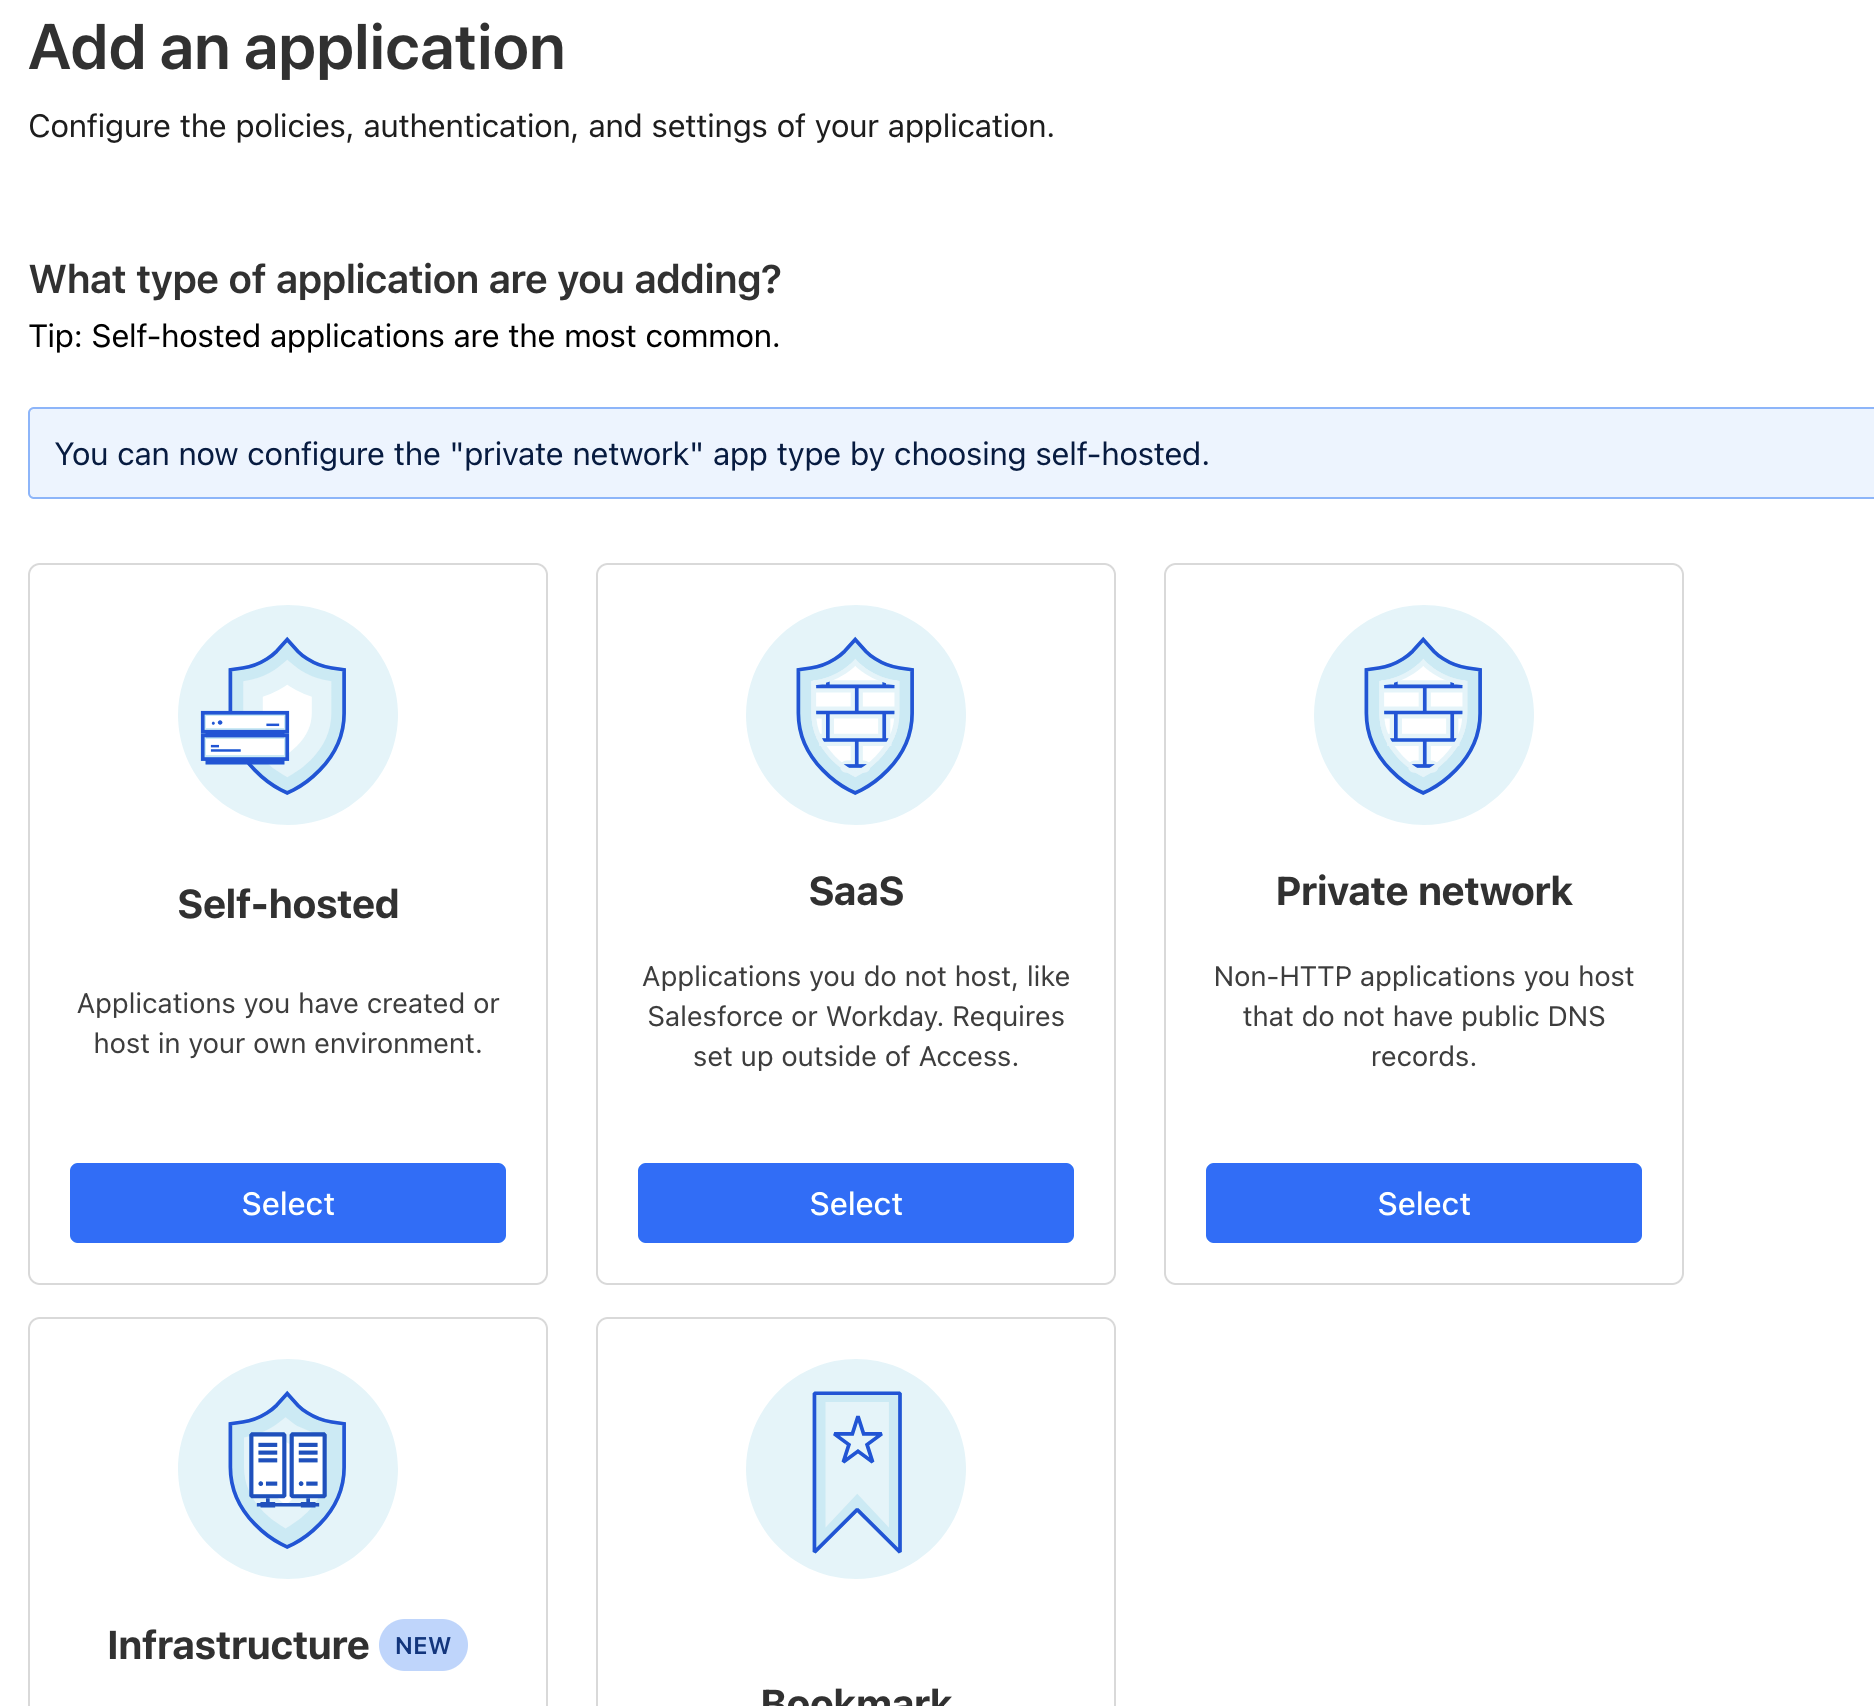 Add an application
Configure the policies, authentication, and settings of your application.
What type of application are you adding?
Tip: Self-hosted applications are the most common.
You can now configure the "private network" app type by choosing self-hosted.
Self-hosted
Applications you have created or
host in your own environment.
Select
SaaS
Applications you do not host, like
Salesforce or Workday. Requires
set up outside of Access.
Select
Private network
Non-HTTP applications you host
that do not have public DNS
records.
Select
Infrastructure NEW
Bookmark